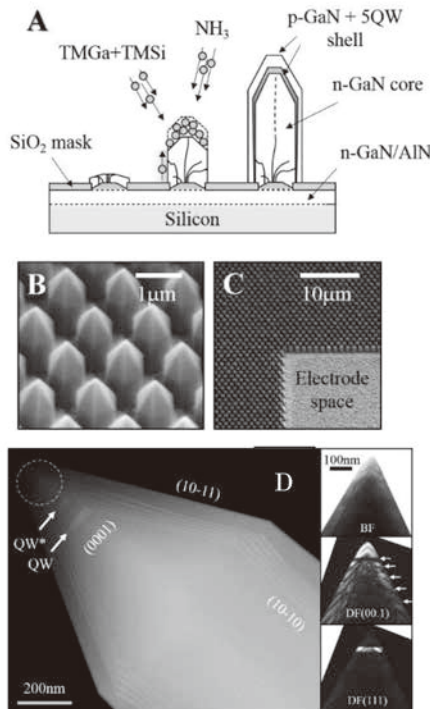 A
p-GaN + 5QW
shell
NH3
TMGa+TMSi
n-GaN core
SiO2 mask
n-GaN/AlN
Silicon
B
1μm
C
10μm
Electrode
space
D
(10-11)
QW*
QW
(0001)
(10-10)
200nm
100nm
BF
DF(00.1)
DF(111)